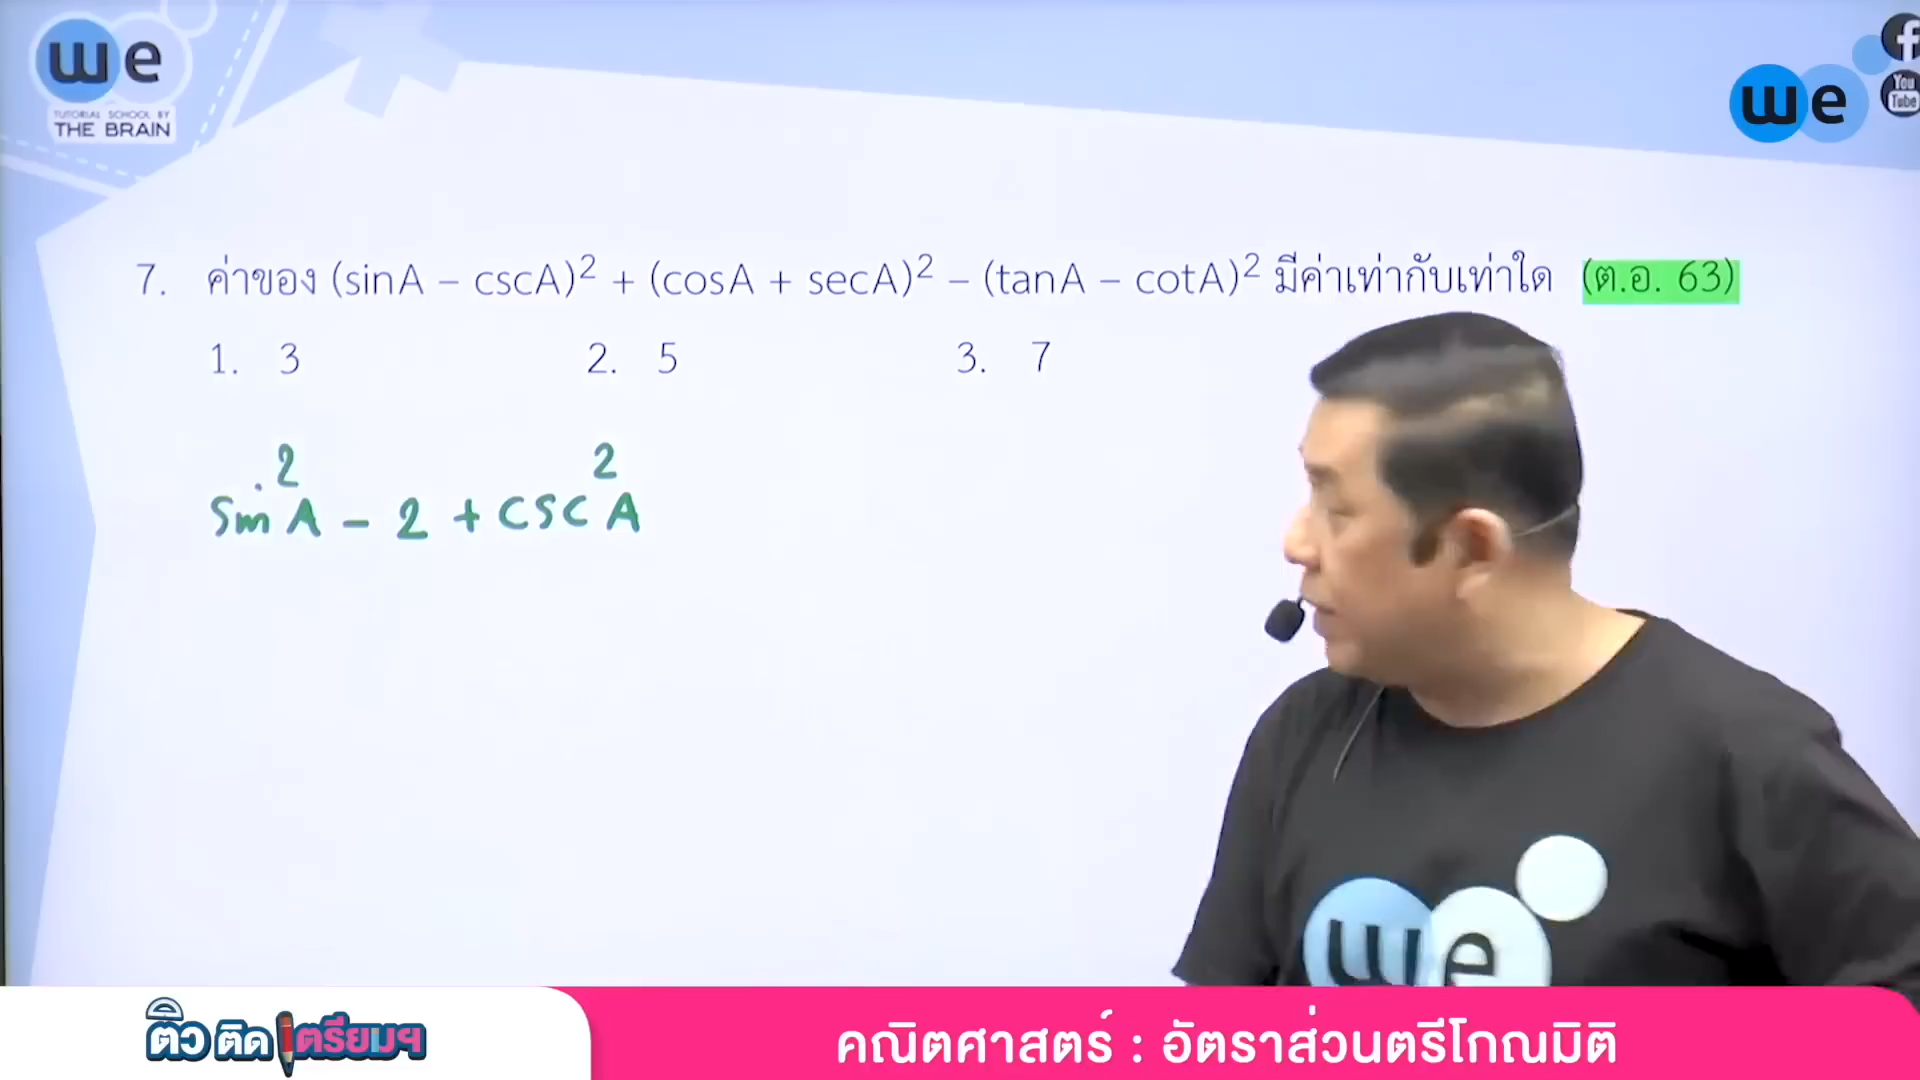 we
TUTORIAL SCHOOL BY
THE BRAIN
we
f
You
Tube
7. ค่าของ (sinA – cscA)² + (cosA + secA)² – (tanA – cotA)² มีค่าเท่ากับเท่าใด (ต.อ. 63)
1. 3 2. 5 3. 7
sin²A – 2 + csc²A
we
ติว ติด เตรียมฯ
คณิตศาสตร์ : อัตราส่วนตรีโกณมิติ